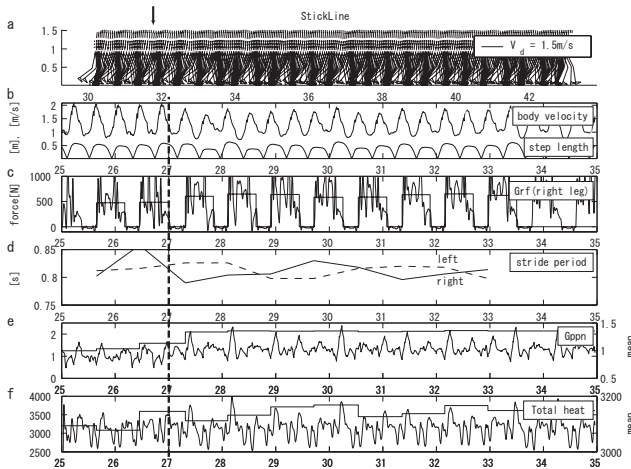 StickLine
a
1.5
1
0.5
0
V_d = 1.5m/s
30 32 34 36 38 40 42
b
[m], [m/s]
2
1.5
1
0.5
body velocity
step length
25 26 27 28 29 30 31 32 33 34 35
c
force[N]
1000
500
0
Grf(right leg)
25 26 27 28 29 30 31 32 33 34 35
d
[s]
0.85
0.8
0.75
left
right
stride period
25 26 27 28 29 30 31 32 33 34 35
e
2
1
0
Gppn
1.5
1
0.5
mean
25 26 27 28 29 30 31 32 33 34 35
f
4000
3500
3000
2500
Total heat
3200
3000
mean
25 26 27 28 29 30 31 32 33 34 35